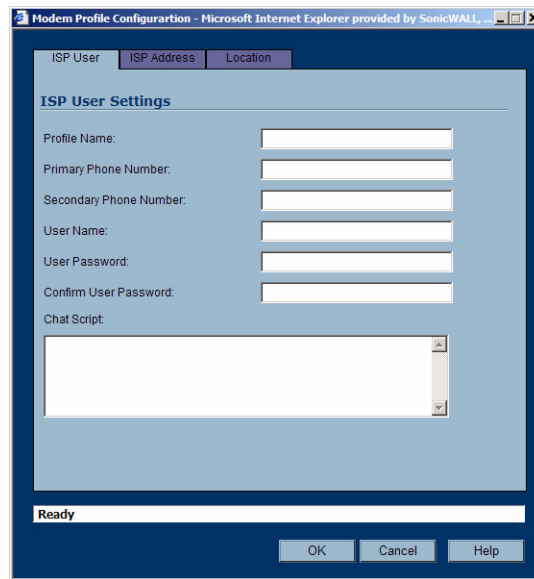 Modem Profile Configurartion - Microsoft Internet Explorer provided by SonicWALL, ...
ISP User ISP Address Location
ISP User Settings
Profile Name:
Primary Phone Number:
Secondary Phone Number:
User Name:
User Password:
Confirm User Password:
Chat Script:
Ready
OK Cancel Help